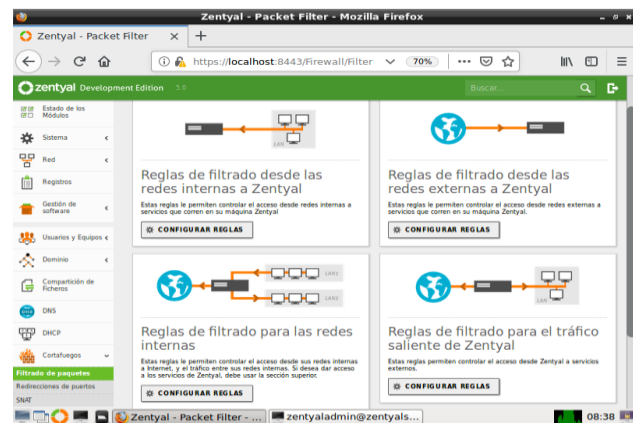 Zentyal - Packet Filter - Mozilla Firefox
Zentyal - Packet Filter
https://localhost:8443/Firewall/Filter
70%
zentyal Development Edition 5.0
Buscar...
Estado de los
Módulos
Sistema
Red
Registros
Gestión de
software
Usuarios y Equipos
Dominio
Compartición de
Ficheros
DNS
DHCP
Cortafuegos
Filtrado de paquetes
Redirecciones de puertos
SNAT
LAN
Reglas de filtrado desde las
redes internas a Zentyal
Estas reglas le permiten controlar el acceso desde redes internas a
servicios que corren en su máquina Zentyal
CONFIGURAR REGLAS
Reglas de filtrado desde las
redes externas a Zentyal
Estas reglas le permiten controlar el acceso desde redes externas a
servicios que corren en su máquina Zentyal
CONFIGURAR REGLAS
LAN1
LAN2
Reglas de filtrado para las redes
internas
Estas reglas le permiten controlar el acceso desde sus redes internas
a Internet, y el tráfico entre sus redes internas. Si desea dar acceso
a los servicios de Zentyal, debe usar la sección superior.
CONFIGURAR REGLAS
LAN
Reglas de filtrado para el tráfico
saliente de Zentyal
Estas reglas permiten controlar el acceso desde Zentyal a servicios
externos.
CONFIGURAR REGLAS
Zentyal - Packet Filter - ...
zentyaladmin@zentyals...
08:38